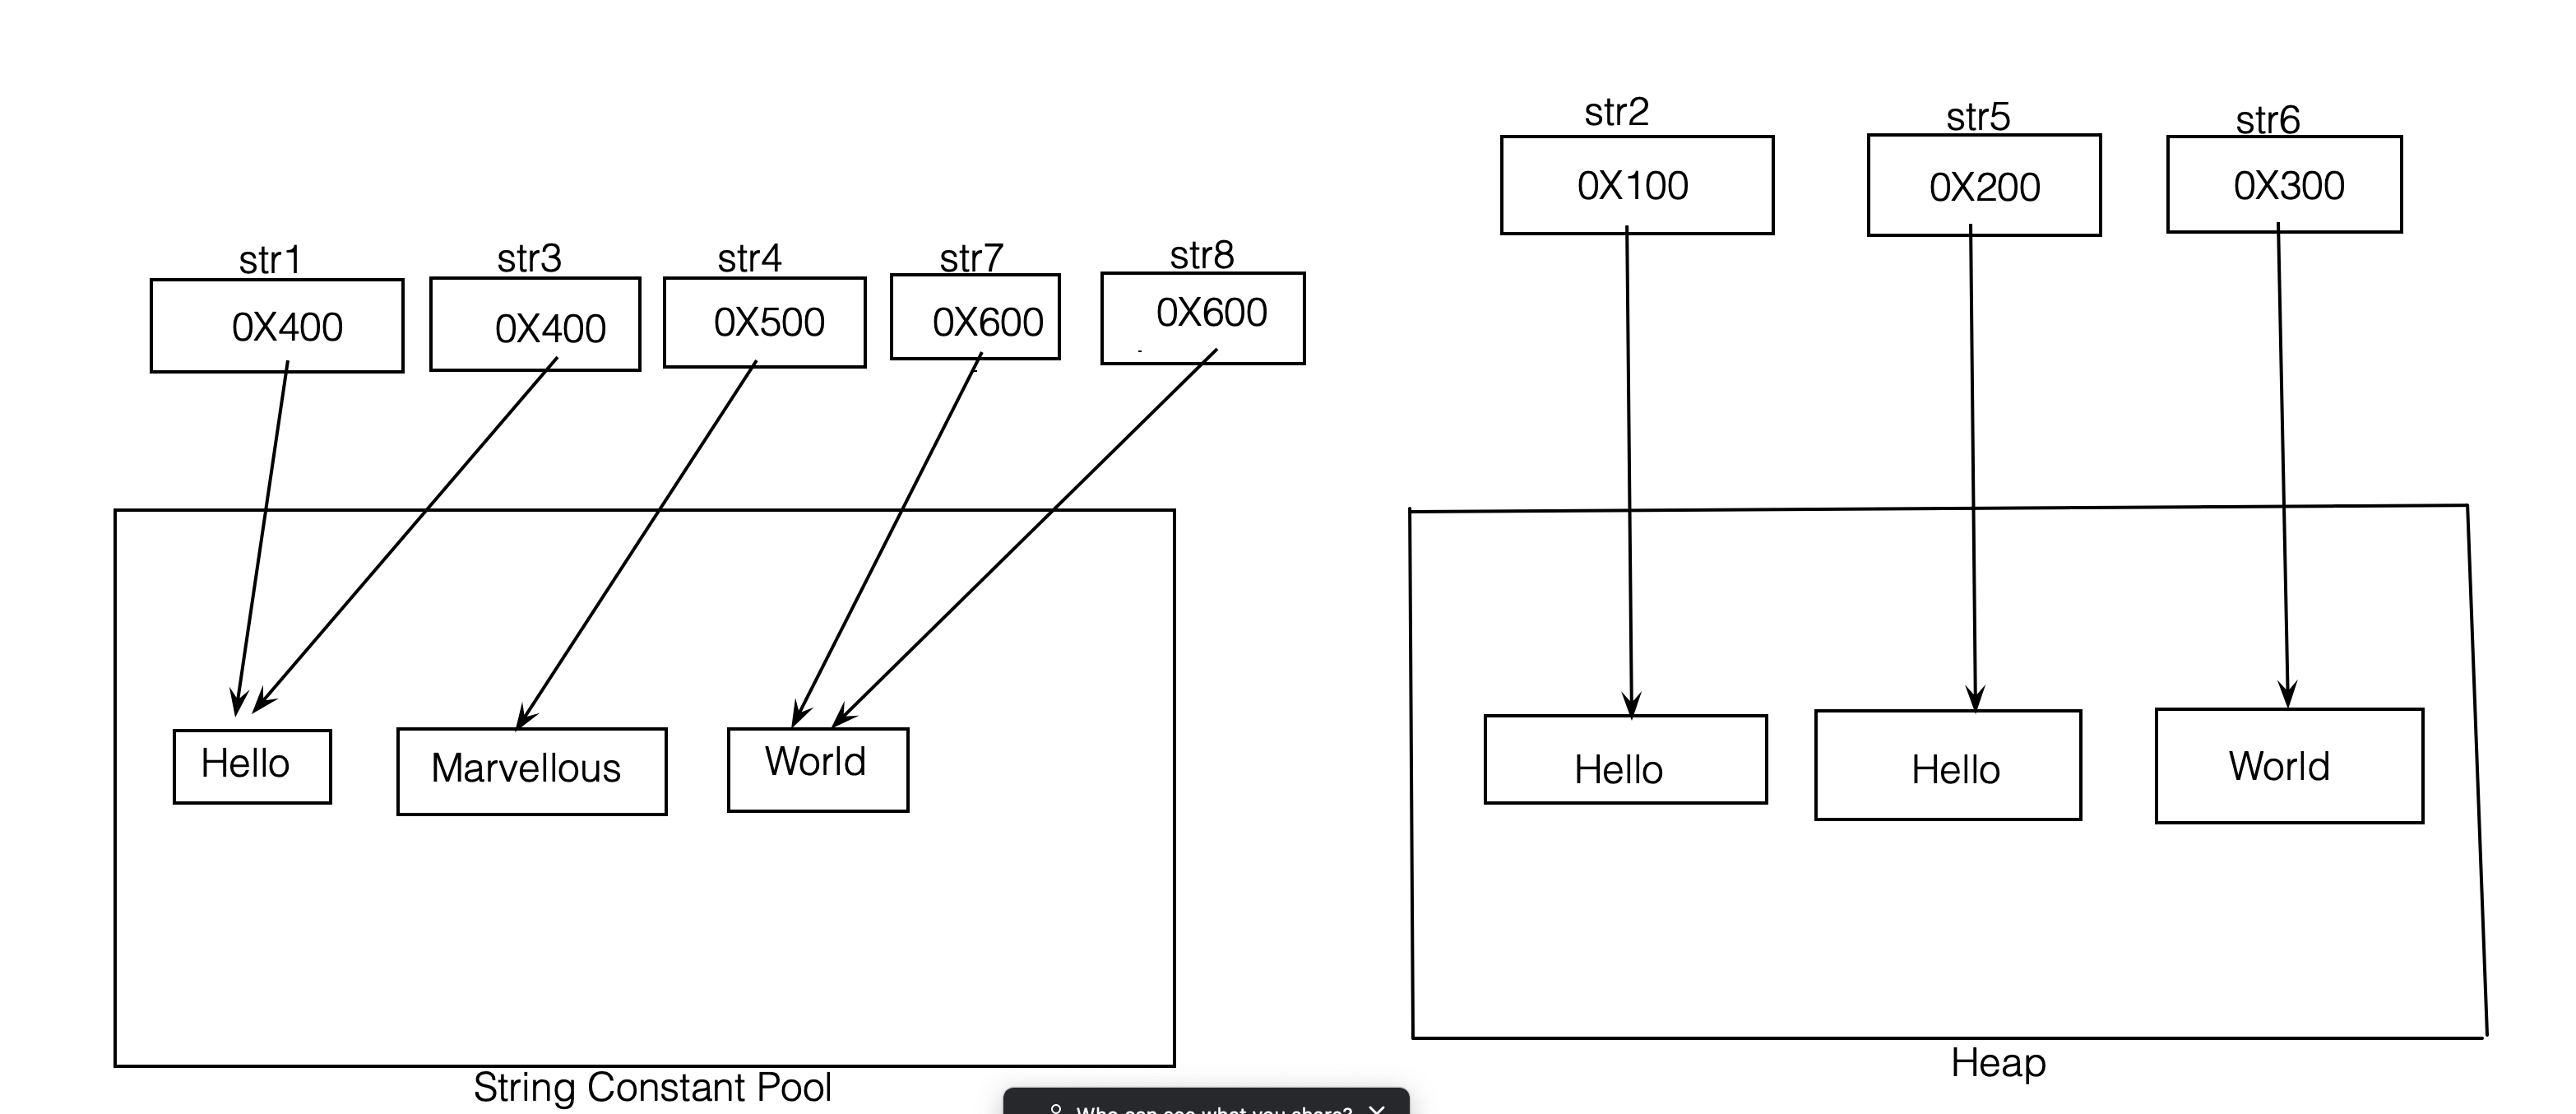 str1
str3
str4
str7
str8
0X400
0X400
0X500
0X600
0X600
Hello
Marvellous
World
String Constant Pool
str2
str5
str6
0X100
0X200
0X300
Hello
Hello
World
Heap
Who can see what you share?